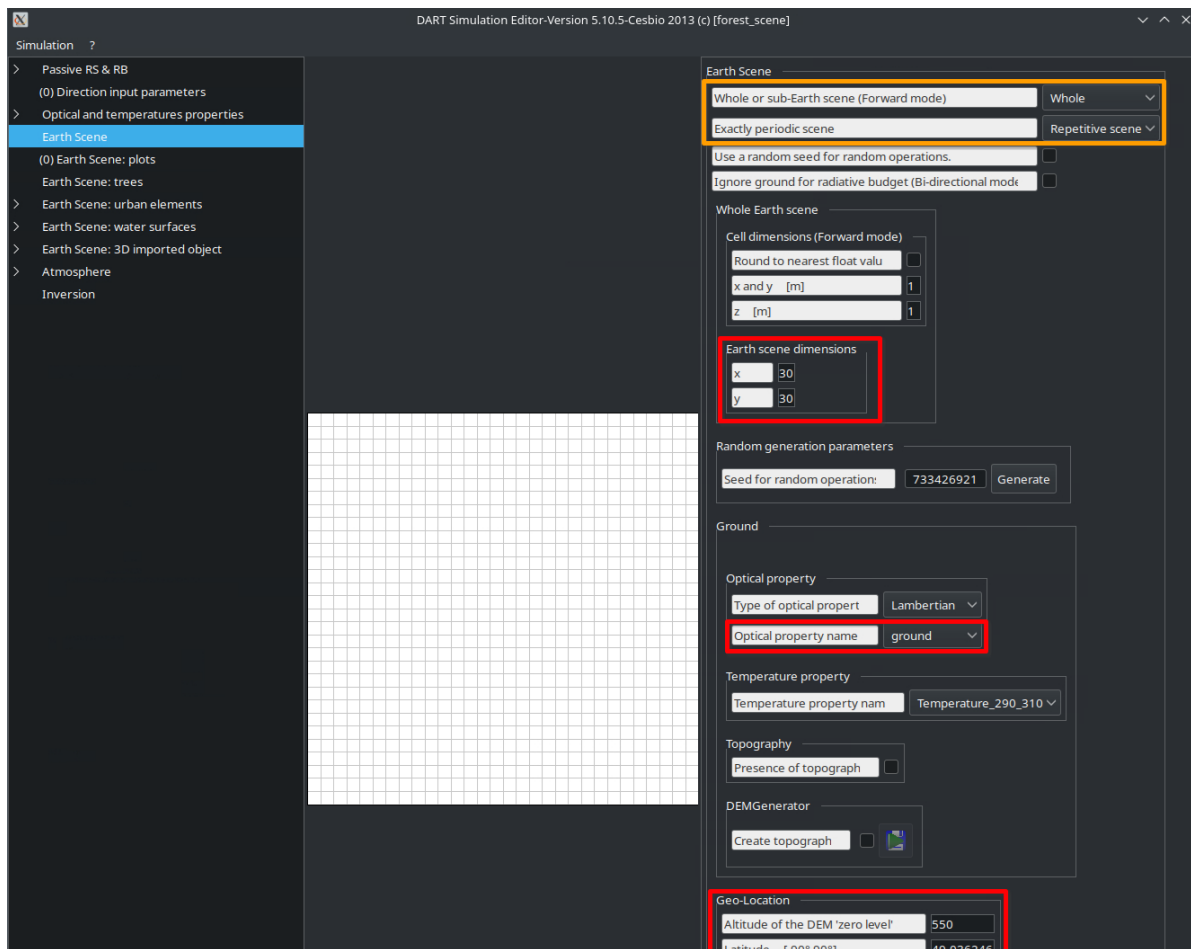 DART Simulation Editor-Version 5.10.5-Cesbio 2013 (c) [forest_scene]
Simulation ?
Passive RS & RB
(0) Direction input parameters
Optical and temperatures properties
Earth Scene
(0) Earth Scene: plots
Earth Scene: trees
Earth Scene: urban elements
Earth Scene: water surfaces
Earth Scene: 3D imported object
Atmosphere
Inversion
Earth Scene
Whole or sub-Earth scene (Forward mode) Whole
Exactly periodic scene Repetitive scene
Use a random seed for random operations.
Ignore ground for radiative budget (Bi-directional mode
Whole Earth scene
Cell dimensions (Forward mode)
Round to nearest float valu
x and y [m] 1
z [m] 1
Earth scene dimensions
x 30
y 30
Random generation parameters
Seed for random operation: 733426921 Generate
Ground
Optical property
Type of optical propert Lambertian
Optical property name ground
Temperature property
Temperature property nam Temperature_290_310
Topography
Presence of topograph
DEMGenerator
Create topograph
Geo-Location
Altitude of the DEM 'zero level' 550
Latitude [-90° 90°]